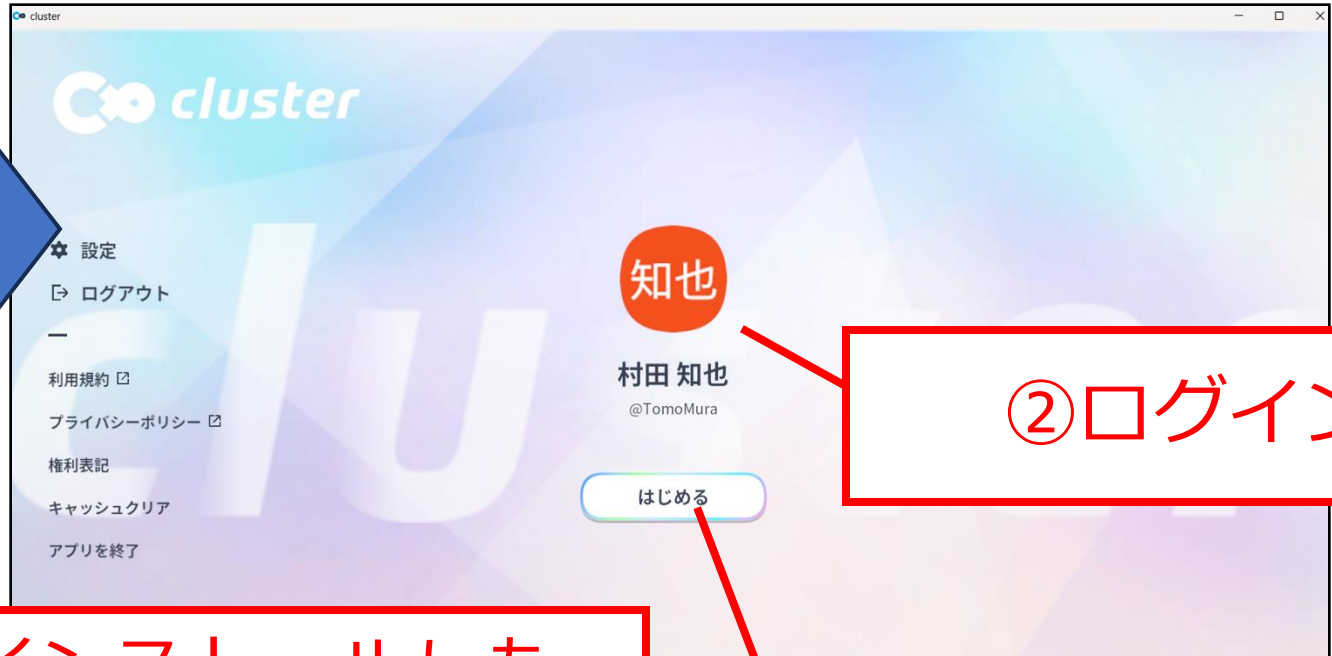 cluster
cluster
設定
ログアウト
利用規約
プライバシーポリシー
権利表記
キャッシュクリア
アプリを終了
知也
村田 知也
@TomoMura
はじめる
②ログイン
インストールした
cluster